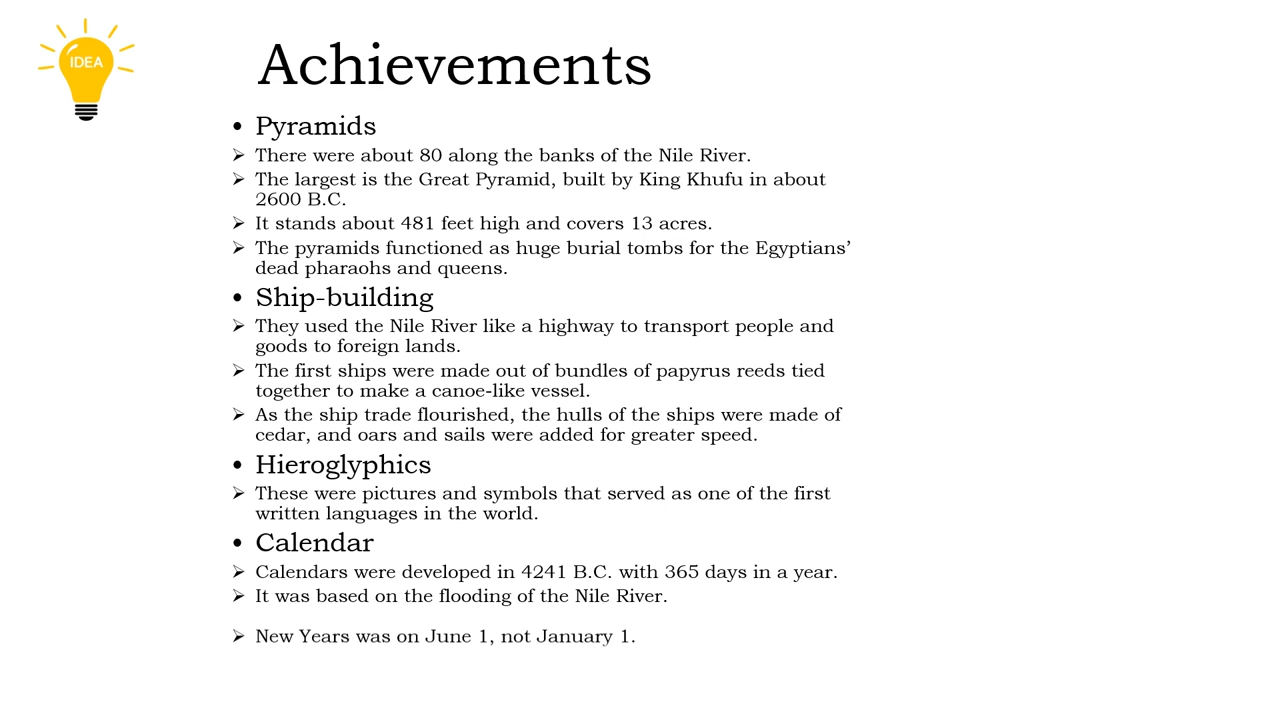 IDEA
Achievements
• Pyramids
➢ There were about 80 along the banks of the Nile River.
➢ The largest is the Great Pyramid, built by King Khufu in about
2600 B.C.
➢ It stands about 481 feet high and covers 13 acres.
➢ The pyramids functioned as huge burial tombs for the Egyptians’
dead pharaohs and queens.
• Ship-building
➢ They used the Nile River like a highway to transport people and
goods to foreign lands.
➢ The first ships were made out of bundles of papyrus reeds tied
together to make a canoe-like vessel.
➢ As the ship trade flourished, the hulls of the ships were made of
cedar, and oars and sails were added for greater speed.
• Hieroglyphics
➢ These were pictures and symbols that served as one of the first
written languages in the world.
• Calendar
➢ Calendars were developed in 4241 B.C. with 365 days in a year.
➢ It was based on the flooding of the Nile River.
➢ New Years was on June 1, not January 1.